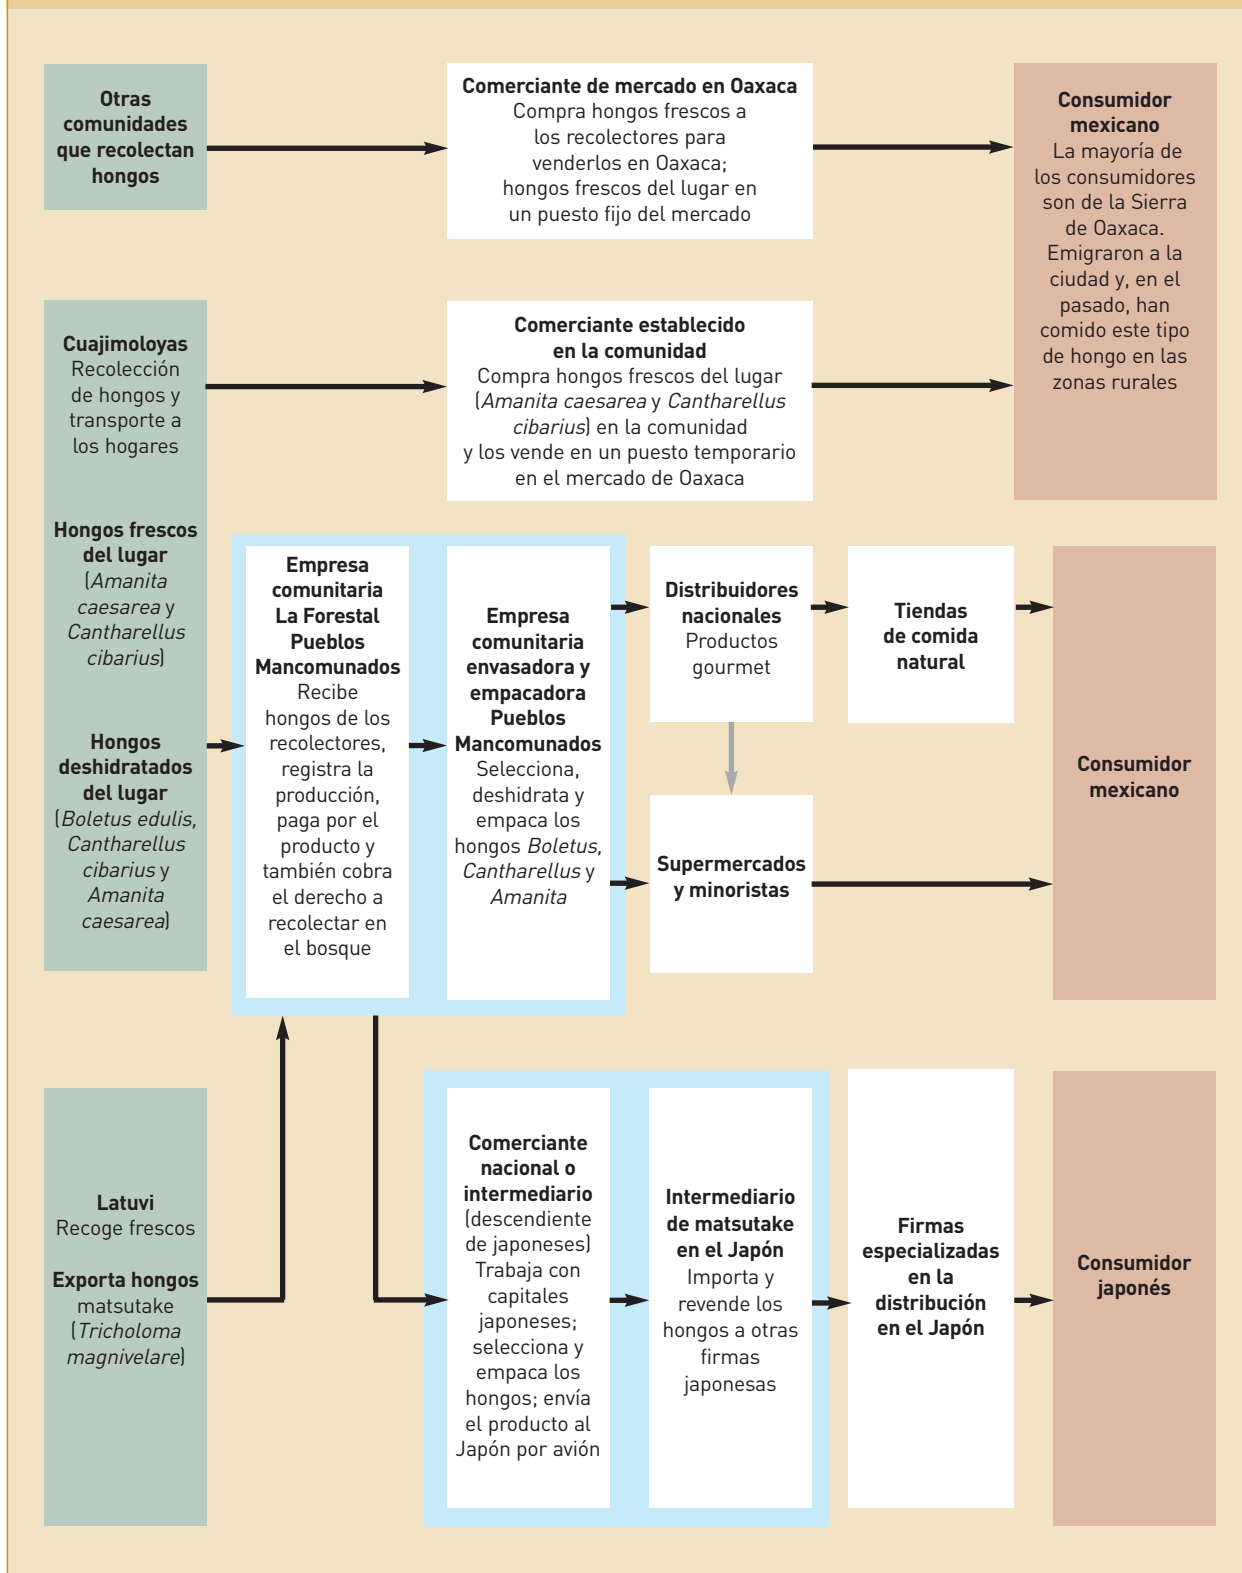 Otras
comunidades
que recolectan
hongos
Comerciante de mercado en Oaxaca
Compra hongos frescos a
los recolectores para
venderlos en Oaxaca;
hongos frescos del lugar en
un puesto fijo del mercado
Consumidor
mexicano
La mayoría de
los consumidores
son de la Sierra
de Oaxaca.
Emigraron a la
ciudad y, en el
pasado, han
comido este tipo
de hongo en las
zonas rurales
Cuajimoloyas
Recolección
de hongos y
transporte a
los hogares
Comerciante establecido
en la comunidad
Compra hongos frescos del lugar
(Amanita caesarea y Cantharellus
cibarius) en la comunidad
y los vende en un puesto temporario
en el mercado de Oaxaca
Hongos frescos
del lugar
(Amanita
caesarea y
Cantharellus
cibarius)
Hongos
deshidratados
del lugar
(Boletus edulis,
Cantharellus
cibarius y
Amanita
caesarea)
Empresa
comunitaria
La Forestal
Pueblos
Mancomunados
Recibe
hongos de los
recolectores,
registra la
producción,
paga por el
producto y
también cobra
el derecho a
recolectar en
el bosque
Empresa
comunitaria
envasadora y
empacadora
Pueblos
Mancomunados
Selecciona,
deshidrata y
empaca los
hongos Boletus,
Cantharellus y
Amanita
Distribuidores
nacionales
Productos
gourmet
Tiendas
de comida
natural
Supermercados
y minoristas
Consumidor
mexicano
Latuvi
Recoge frescos
Exporta hongos
matsutake
(Tricholoma
magnivelare)
Comerciante
nacional o
intermediario
(descendiente
de japoneses)
Trabaja con
capitales
japoneses;
selecciona y
empaca los
hongos; envía
el producto al
Japón por avión
Intermediario
de matsutake
en el Japón
Importa y
revende los
hongos a otras
firmas
japonesas
Firmas
especializadas
en la
distribución
en el Japón
Consumidor
japonés